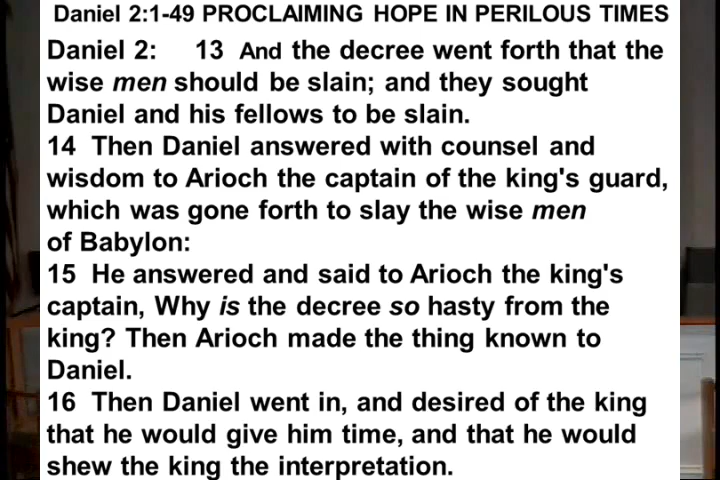 Daniel 2:1-49 PROCLAIMING HOPE IN PERILOUS TIMES
Daniel 2: 13 And the decree went forth that the
wise men should be slain; and they sought
Daniel and his fellows to be slain.
14 Then Daniel answered with counsel and
wisdom to Arioch the captain of the king's guard,
which was gone forth to slay the wise men
of Babylon:
15 He answered and said to Arioch the king's
captain, Why is the decree so hasty from the
king? Then Arioch made the thing known to
Daniel.
16 Then Daniel went in, and desired of the king
that he would give him time, and that he would
shew the king the interpretation.